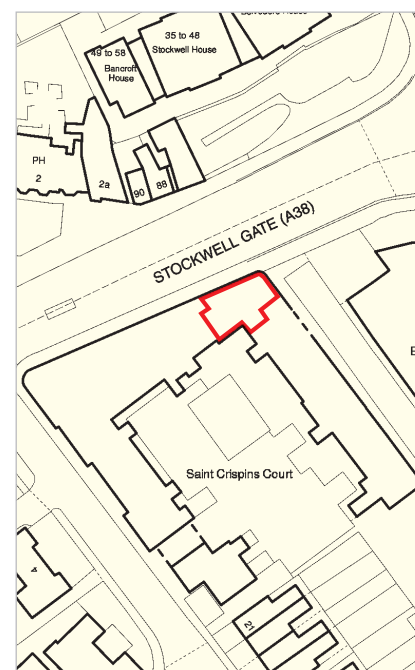 35 to 48
Stockwell House
49 to 58
Bancroft
House
PH
2
2a
90
88
STOCKWELL GATE (A38)
E
Saint Crispins Court
4
21